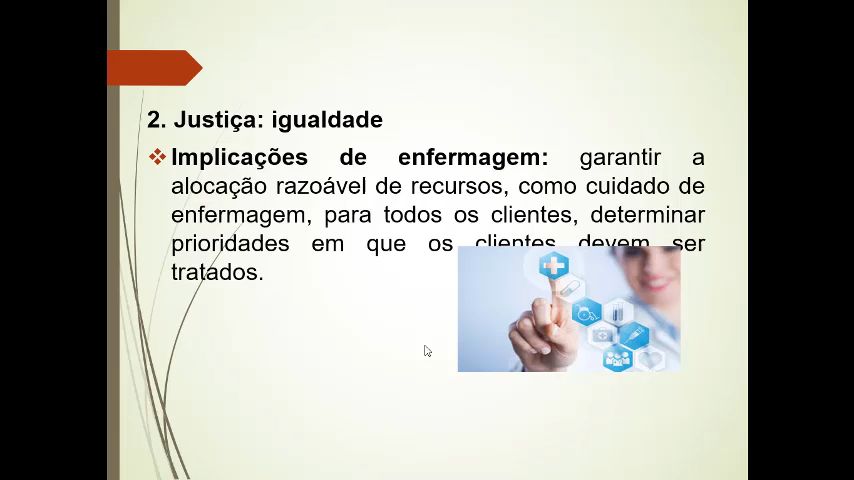 2. Justiça: igualdade
Implicações de enfermagem: garantir a
alocação razoável de recursos, como cuidado de
enfermagem, para todos os clientes, determinar
prioridades em que os clientes devem ser
tratados.